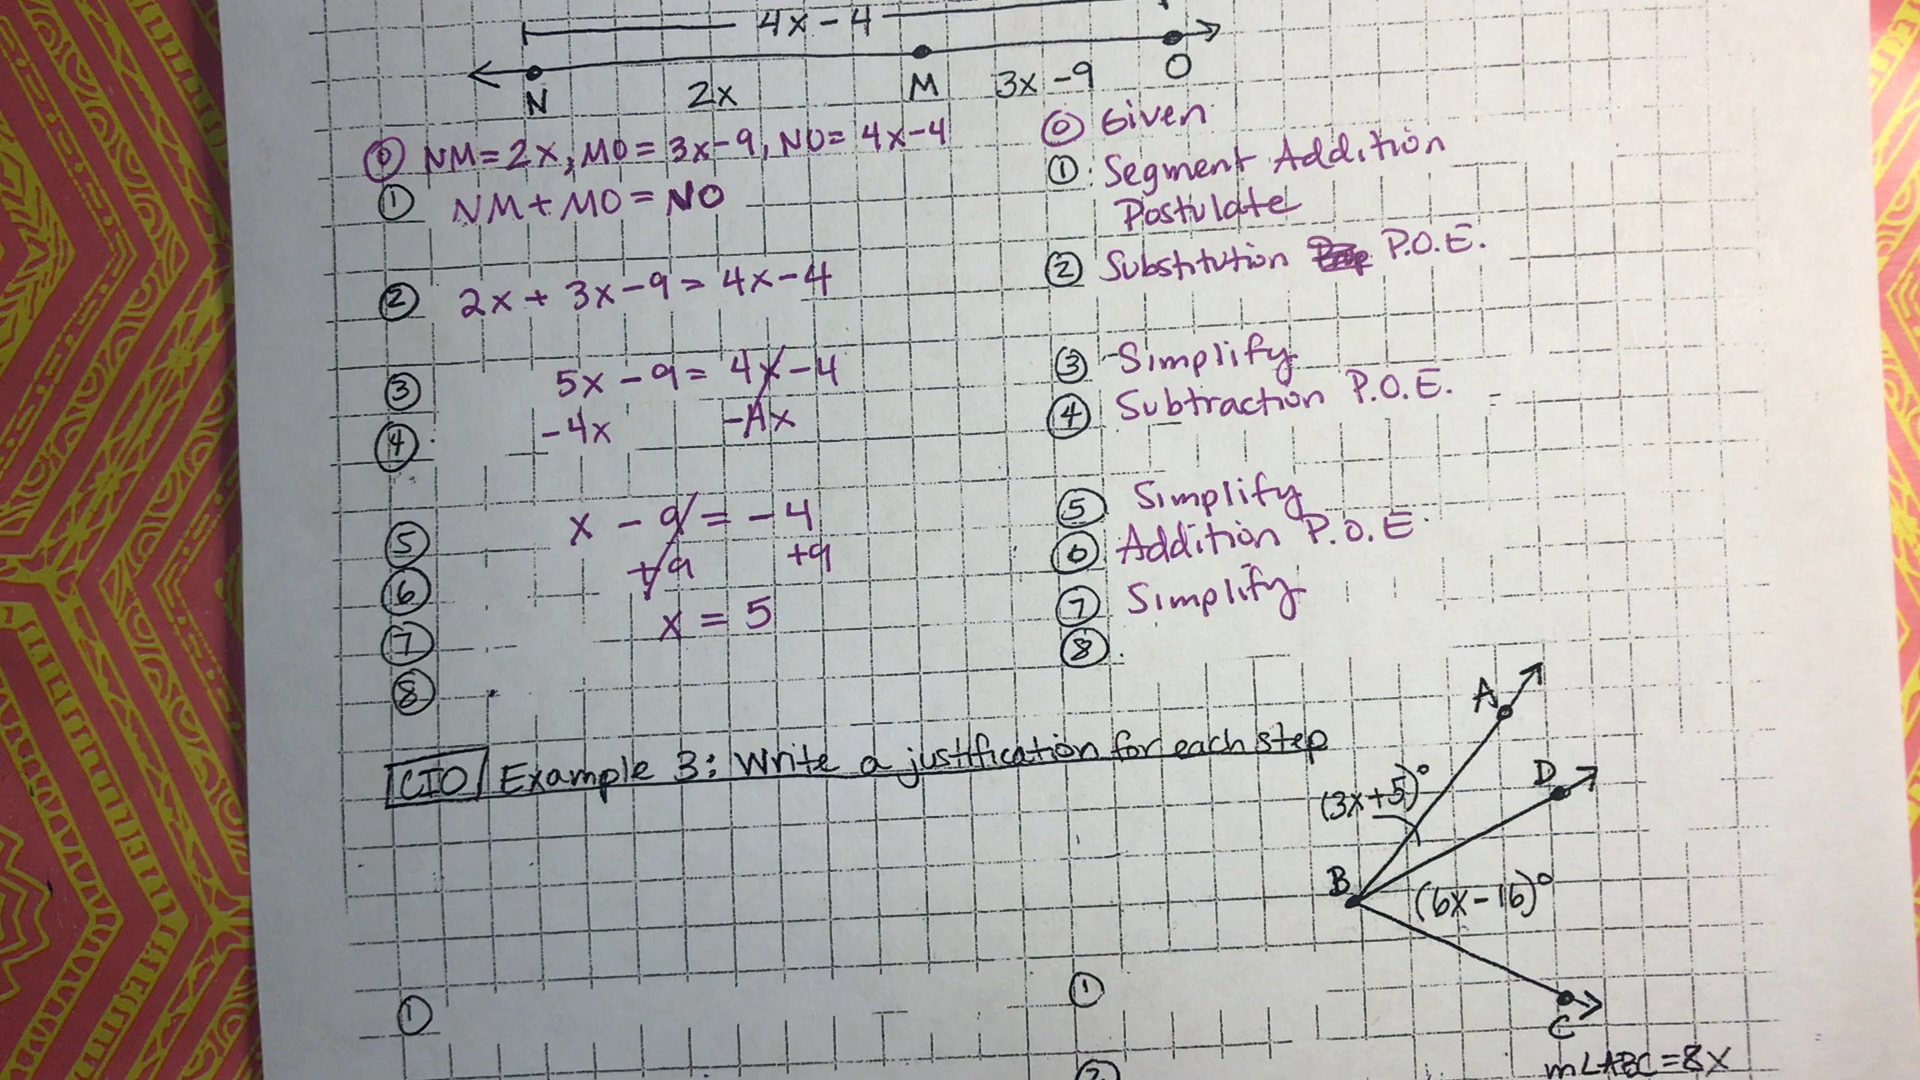 4x-4
N 2x M 3x-9 O
⓪ NM=2x, MO=3x-9, NO=4x-4
⓪ Given
① NM+MO=NO
① Segment Addition
Postulate
② 2x+3x-9=4x-4
② Substitution P.O.E.
③ 5x-9=4x-4
③ Simplify
④ -4x -4x
④ Subtraction P.O.E.
⑤ x-9=-4
⑤ Simplify
⑥ +9 +9
⑥ Addition P.O.E.
⑦ x=5
⑦ Simplify
⑧
⑧
CIO Example 3: Write a justification for each step
A
D
(3x+5)°
B
(6x-16)°
① ①
C
m∠ABC=8x
②